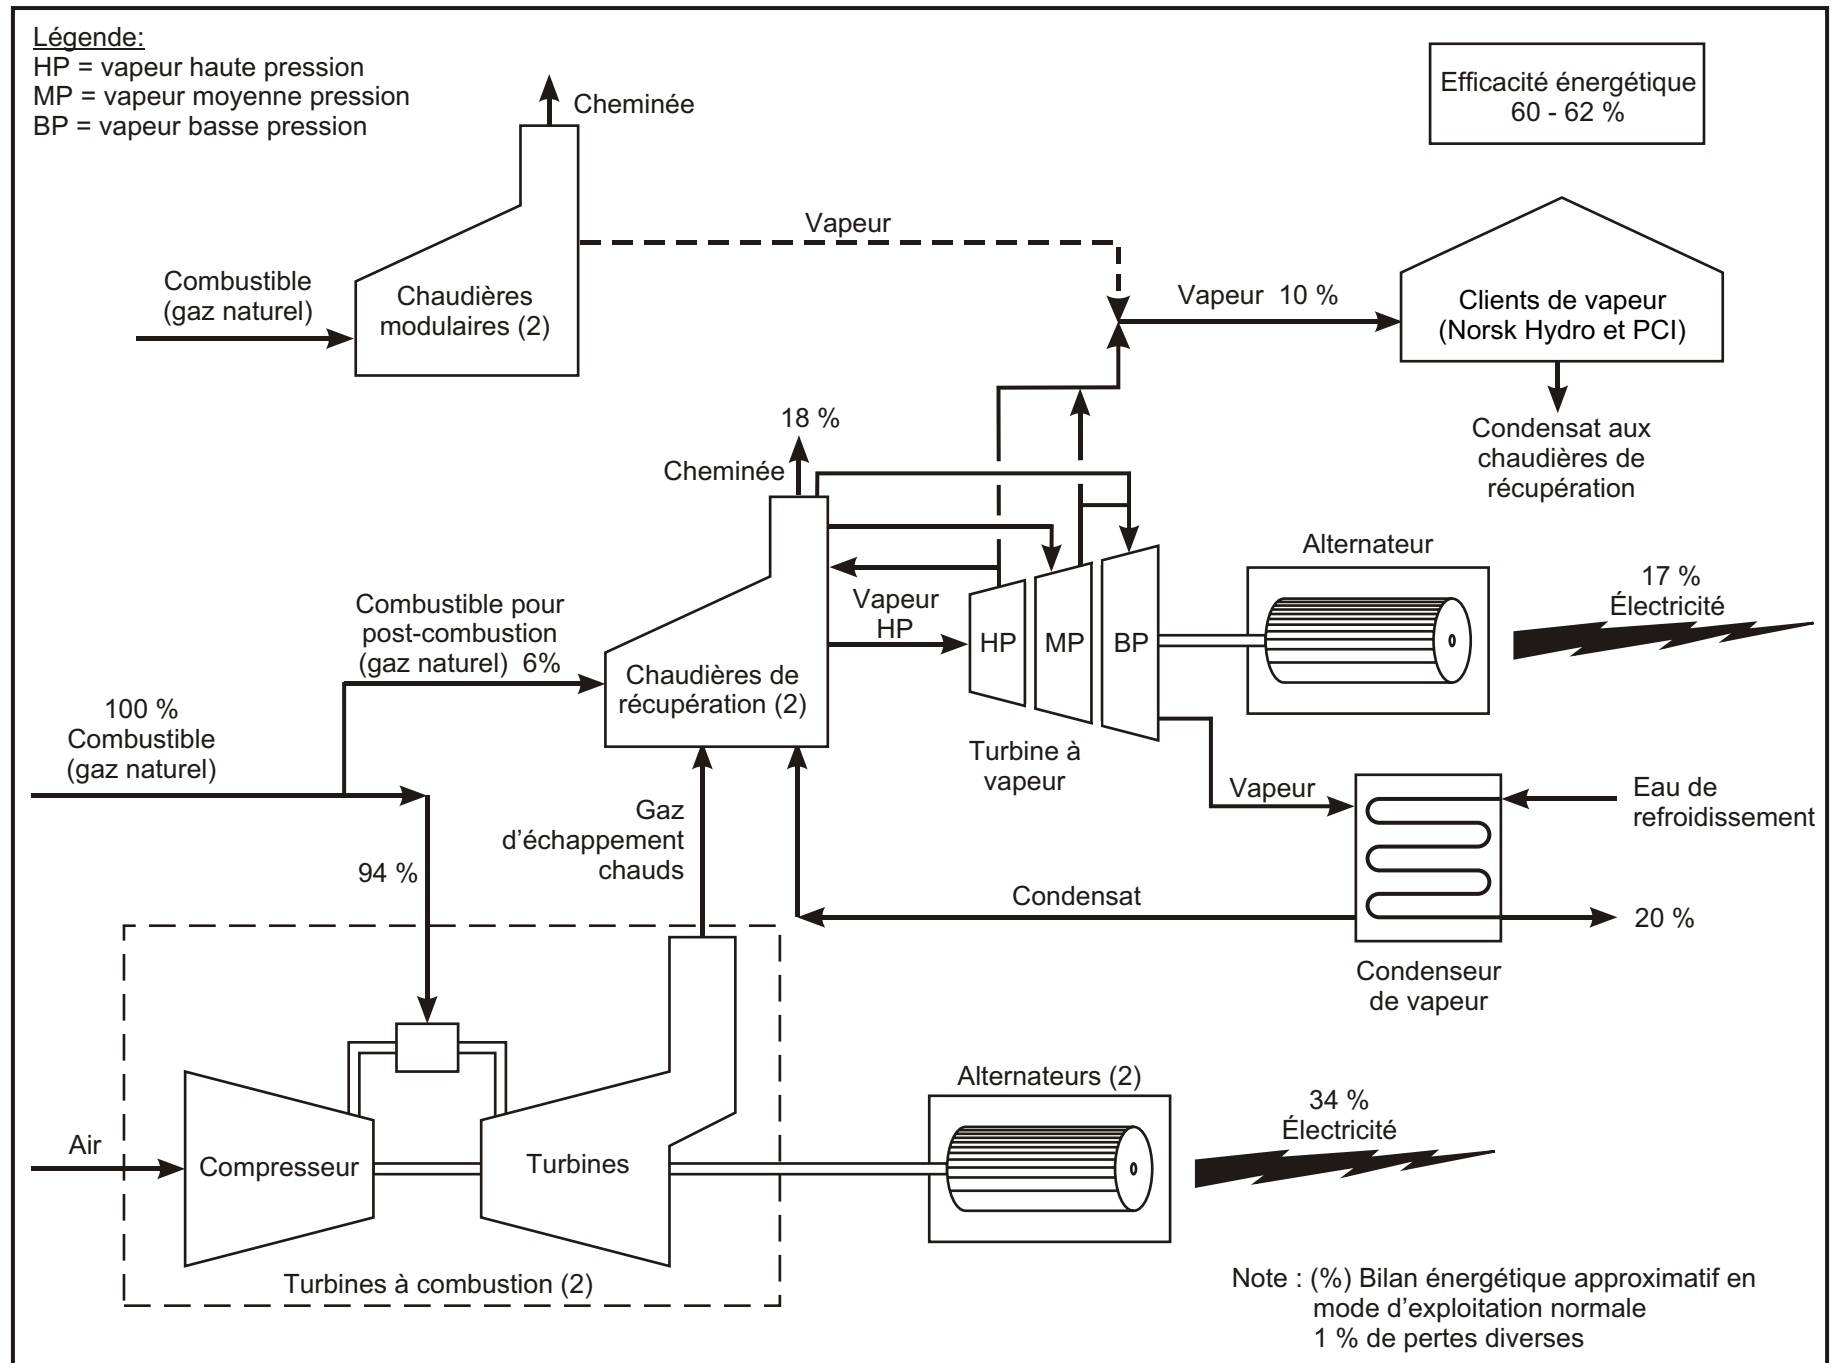 Légende:
HP = vapeur haute pression
MP = vapeur moyenne pression
BP = vapeur basse pression
Cheminée
Efficacité énergétique
60 - 62 %
Vapeur
Combustible
(gaz naturel)
Chaudières
modulaires (2)
Vapeur 10 %
Clients de vapeur
(Norsk Hydro et PCI)
Condensat aux
chaudières de
récupération
18 %
Cheminée
Combustible pour
post-combustion
(gaz naturel) 6%
Vapeur
HP
HP
MP
BP
Alternateur
17 %
Électricité
Chaudières de
récupération (2)
100 %
Combustible
(gaz naturel)
Turbine à
vapeur
Vapeur
Eau de
refroidissement
Gaz
d’échappement
chauds
94 %
Condensat
20 %
Condenseur
de vapeur
Air
Compresseur
Turbines
Turbines à combustion (2)
Alternateurs (2)
34 %
Électricité
Note : (%) Bilan énergétique approximatif en
mode d’exploitation normale
1 % de pertes diverses